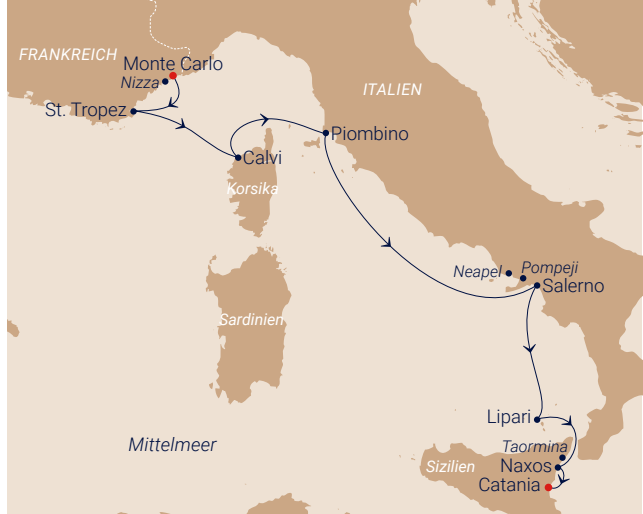 FRANKREICH
Monte Carlo
Nizza
ITALIEN
St. Tropez
Piombino
Calvi
Korsika
Neapel
Pompeji
Salerno
Sardinien
Lipari
Mittelmeer
Taormina
Sizilien
Naxos
Catania